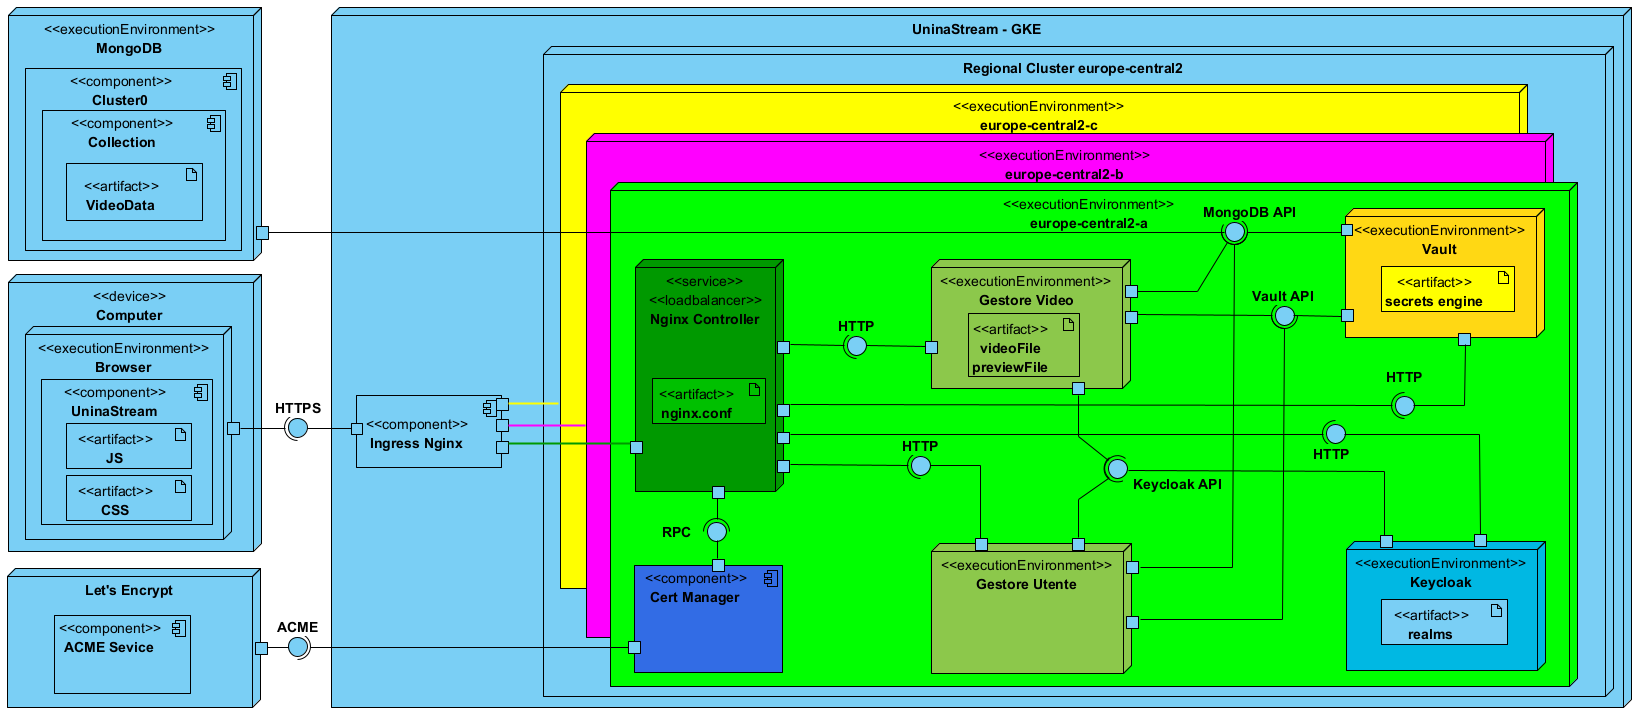 <<executionEnvironment>>
MongoDB
<<component>>
Cluster0
<<component>>
Collection
<<artifact>>
VideoData
<<device>>
Computer
<<executionEnvironment>>
Browser
<<component>>
UninaStream
<<artifact>>
JS
<<artifact>>
CSS
Let's Encrypt
<<component>>
ACME Sevice
HTTPS
ACME
UninaStream - GKE
<<component>>
Ingress Nginx
Regional Cluster europe-central2
<<executionEnvironment>>
europe-central2-c
<<executionEnvironment>>
europe-central2-b
<<executionEnvironment>>
europe-central2-a
<<service>>
<<loadbalancer>>
Nginx Controller
<<artifact>>
nginx.conf
RPC
<<component>>
Cert Manager
HTTP
<<executionEnvironment>>
Gestore Video
<<artifact>>
videoFile
previewFile
HTTP
<<executionEnvironment>>
Gestore Utente
MongoDB API
Vault API
Keycloak API
<<executionEnvironment>>
Vault
<<artifact>>
secrets engine
HTTP
HTTP
<<executionEnvironment>>
Keycloak
<<artifact>>
realms